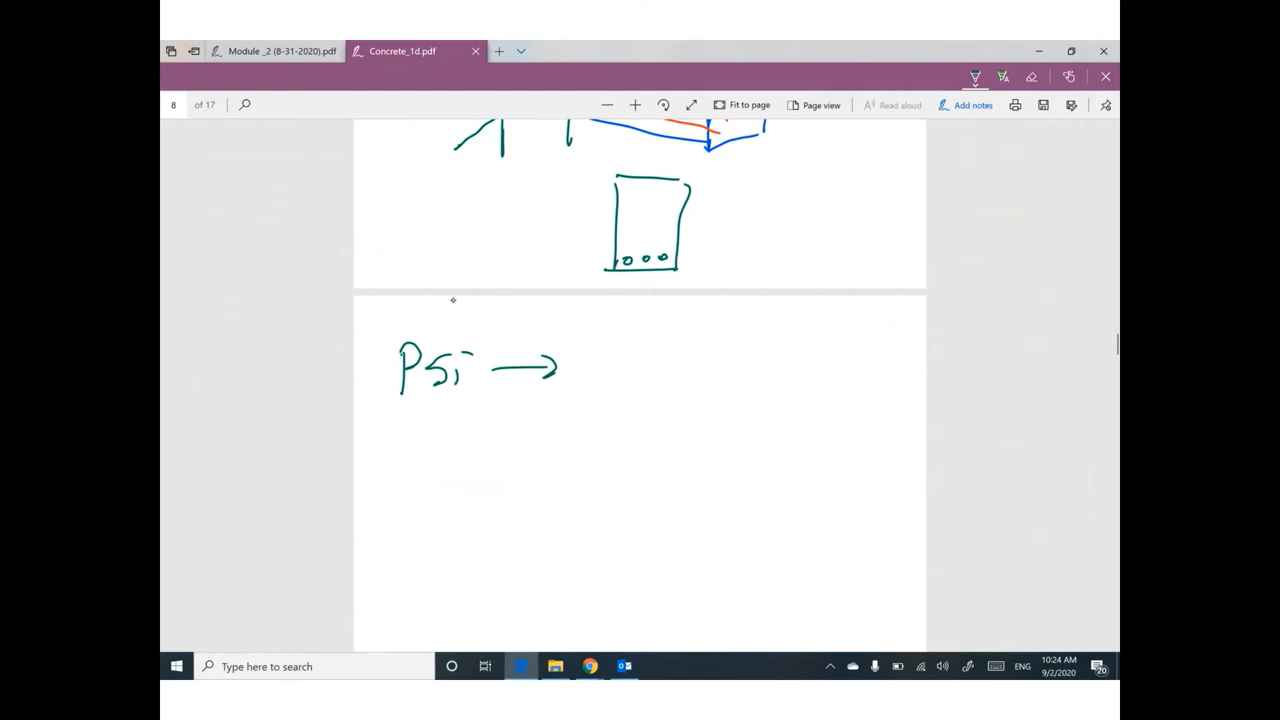 Module _2 (8-31-2020).pdf
Concrete_1d.pdf
8 of 17
Fit to page
Page view
Read aloud
Add notes
Psi →
Type here to search
ENG
10:24 AM
9/2/2020
20